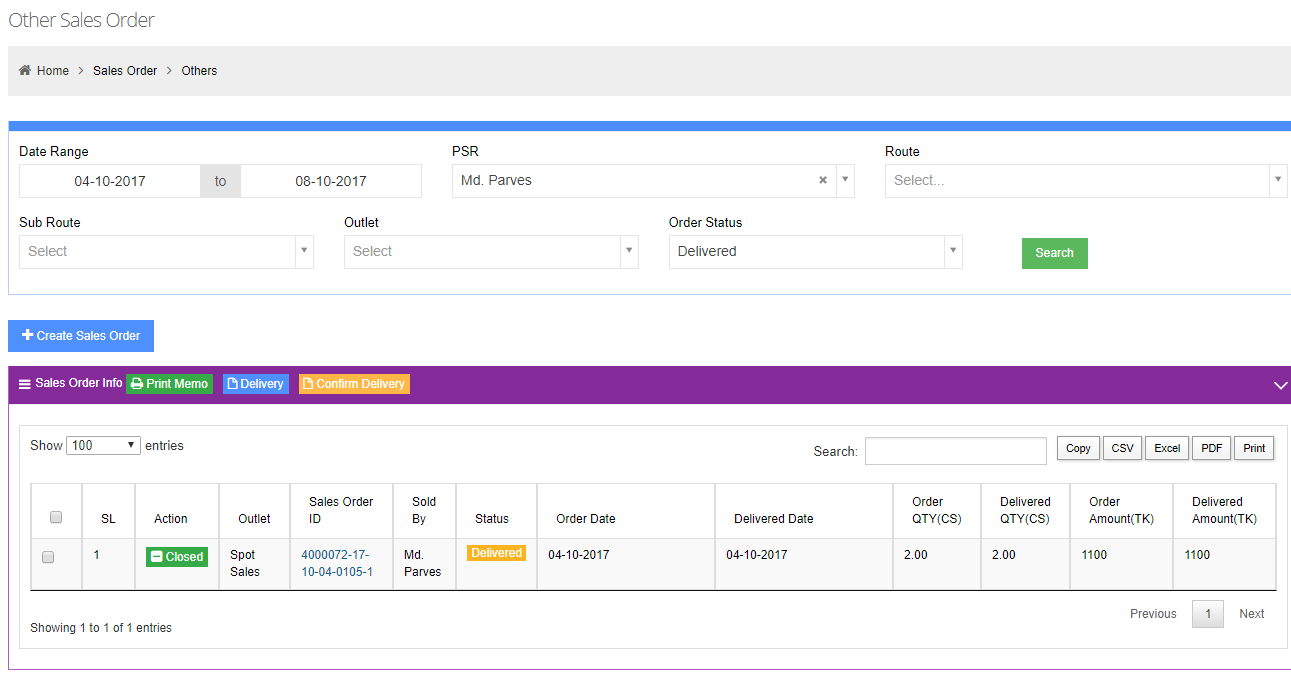 Other Sales Order
Home > Sales Order > Others
Date Range
PSR
Route
04-10-2017 to 08-10-2017
Md. Parves ×
Select...
Sub Route
Outlet
Order Status
Select
Select
Delivered
Search
Create Sales Order
Sales Order Info Print Memo Delivery Confirm Delivery
Show 100 entries
Search:
Copy CSV Excel PDF Print
SL Action Outlet Sales Order ID Sold By Status Order Date Delivered Date Order QTY(CS) Delivered QTY(CS) Order Amount(TK) Delivered Amount(TK)
1 Closed Spot Sales 4000072-17-10-04-0105-1 Md. Parves Delivered 04-10-2017 04-10-2017 2.00 2.00 1100 1100
Previous 1 Next
Showing 1 to 1 of 1 entries